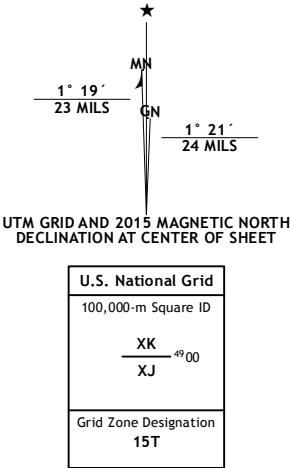 MN
1° 19´
23 MILS
GN
1° 21´
24 MILS
UTM GRID AND 2015 MAGNETIC NORTH
DECLINATION AT CENTER OF SHEET
U.S. National Grid
100,000-m Square ID
XK
4900
XJ
Grid Zone Designation
15T